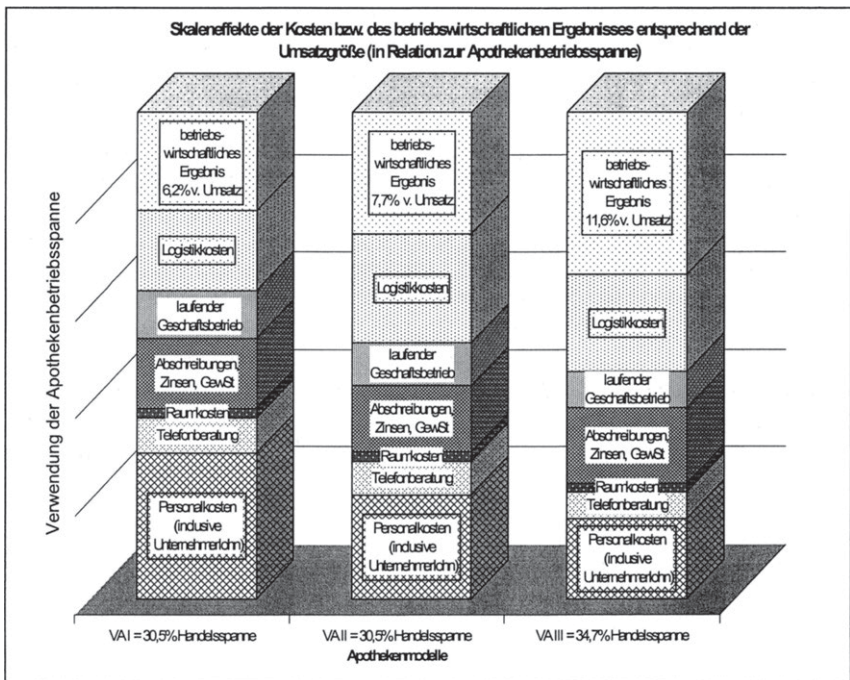 Skaleneffekte der Kosten bzw. des betriebswirtschaftlichen Ergebnisses entsprechend der
Umsatzgröße (in Relation zur Apothekenbetriebsspanne)
Verwendung der Apothekenbetriebsspanne
betriebs-
wirtschaftliches
Ergebnis
6,2% v. Umsatz
Logistikkosten
laufender
Geschäftsbetrieb
Abschreibungen,
Zinsen, GewSt
Raumkosten
Telefonberatung
Personalkosten
(inclusive
Unternehmerlohn)
betriebs-
wirtschaftliches
Ergebnis
7,7% v. Umsatz
Logistikkosten
laufender
Geschäftsbetrieb
Abschreibungen,
Zinsen, GewSt
Raumkosten
Telefonberatung
Personalkosten
(inclusive
Unternehmerlohn)
betriebs-
wirtschaftliches
Ergebnis
11,6% v. Umsatz
Logistikkosten
laufender
Geschäftsbetrieb
Abschreibungen,
Zinsen, GewSt
Raumkosten
Telefonberatung
Personalkosten
(inclusive
Unternehmerlohn)
VA I = 30,5% Handelsspanne
VA II = 30,5% Handelsspanne
VA III = 34,7% Handelsspanne
Apothekenmodelle